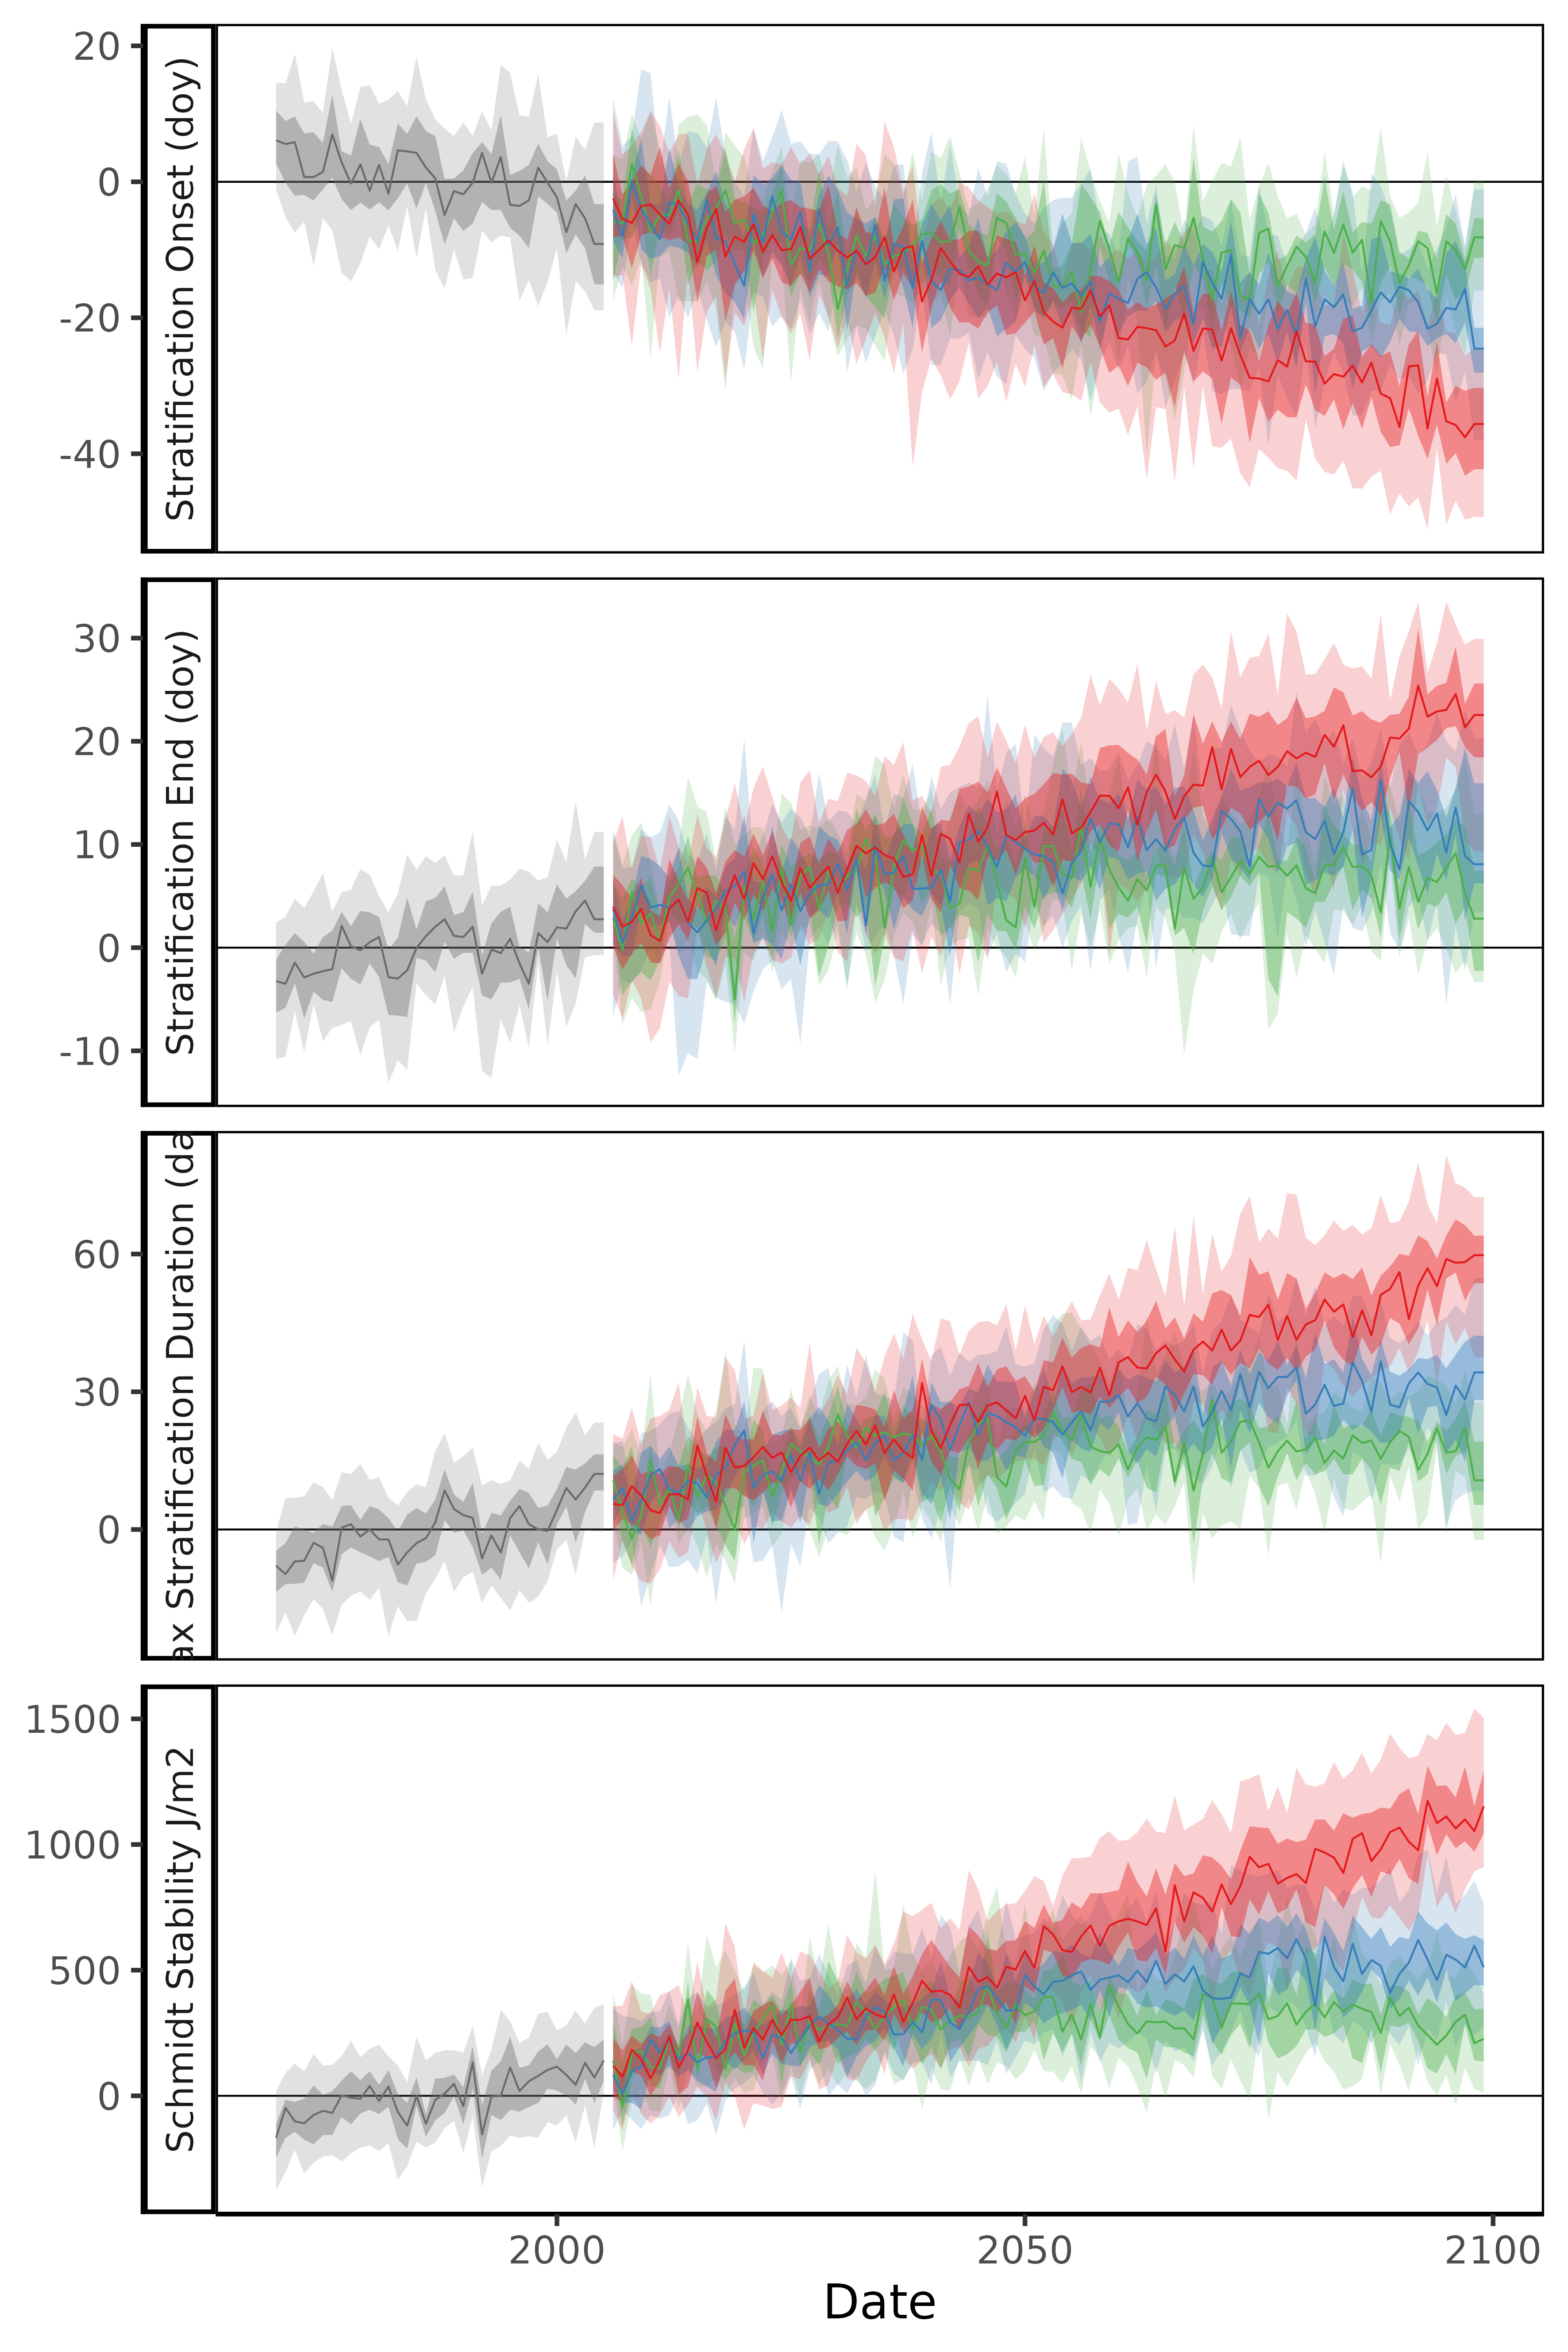 20
0
-20
-40
Stratification Onset (doy)
30
20
10
0
-10
Stratification End (doy)
60
30
0
ax Stratification Duration (da
1500
1000
500
0
Schmidt Stability J/m2
2000 2050 2100
Date